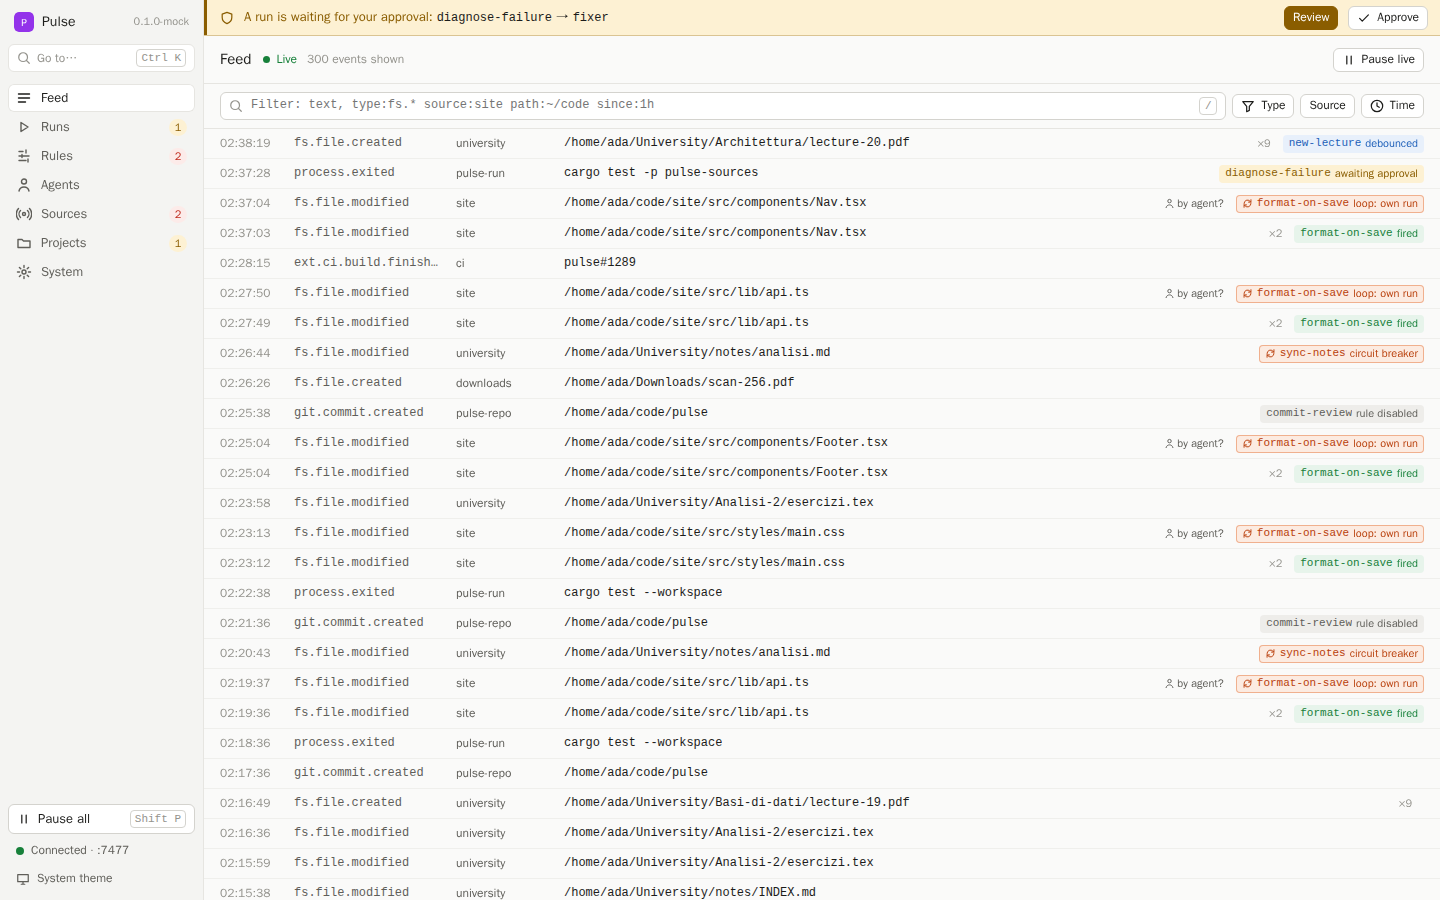 P Pulse 0.1.0-mock
Go to··· Ctrl K
Feed
Runs 1
Rules 2
Agents
Sources 2
Projects 1
System
Pause all Shift P
Connected · :7477
System theme
A run is waiting for your approval: diagnose-failure → fixer Review Approve
Feed Live 300 events shown Pause live
Filter: text, type:fs.* source:site path:~/code since:1h / Type Source Time
02:38:19 fs.file.created university /home/ada/University/Architettura/lecture-20.pdf ×9 new-lecture debounced
02:37:28 process.exited pulse-run cargo test -p pulse-sources diagnose-failure awaiting approval
02:37:04 fs.file.modified site /home/ada/code/site/src/components/Nav.tsx by agent? format-on-save loop: own run
02:37:03 fs.file.modified site /home/ada/code/site/src/components/Nav.tsx ×2 format-on-save fired
02:28:15 ext.ci.build.finish… ci pulse#1289
02:27:50 fs.file.modified site /home/ada/code/site/src/lib/api.ts by agent? format-on-save loop: own run
02:27:49 fs.file.modified site /home/ada/code/site/src/lib/api.ts ×2 format-on-save fired
02:26:44 fs.file.modified university /home/ada/University/notes/analisi.md sync-notes circuit breaker
02:26:26 fs.file.created downloads /home/ada/Downloads/scan-256.pdf
02:25:38 git.commit.created pulse-repo /home/ada/code/pulse commit-review rule disabled
02:25:04 fs.file.modified site /home/ada/code/site/src/components/Footer.tsx by agent? format-on-save loop: own run
02:25:04 fs.file.modified site /home/ada/code/site/src/components/Footer.tsx ×2 format-on-save fired
02:23:58 fs.file.modified university /home/ada/University/Analisi-2/esercizi.tex
02:23:13 fs.file.modified site /home/ada/code/site/src/styles/main.css by agent? format-on-save loop: own run
02:23:12 fs.file.modified site /home/ada/code/site/src/styles/main.css ×2 format-on-save fired
02:22:38 process.exited pulse-run cargo test --workspace
02:21:36 git.commit.created pulse-repo /home/ada/code/pulse commit-review rule disabled
02:20:43 fs.file.modified university /home/ada/University/notes/analisi.md sync-notes circuit breaker
02:19:37 fs.file.modified site /home/ada/code/site/src/lib/api.ts by agent? format-on-save loop: own run
02:19:36 fs.file.modified site /home/ada/code/site/src/lib/api.ts ×2 format-on-save fired
02:18:36 process.exited pulse-run cargo test --workspace
02:17:36 git.commit.created pulse-repo /home/ada/code/pulse
02:16:49 fs.file.created university /home/ada/University/Basi-di-dati/lecture-19.pdf ×9
02:16:36 fs.file.modified university /home/ada/University/Analisi-2/esercizi.tex
02:15:59 fs.file.modified university /home/ada/University/Analisi-2/esercizi.tex
02:15:38 fs.file.modified university /home/ada/University/notes/INDEX.md